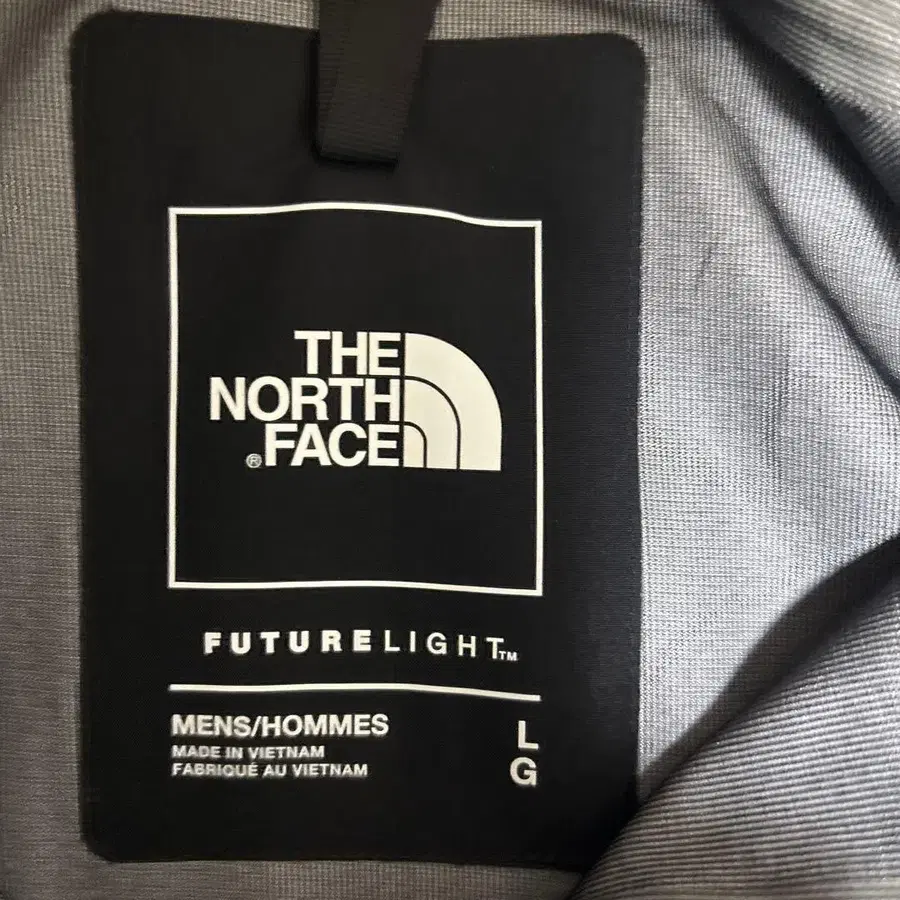 THE
NORTH
®FACE
FUTURELIGHT™
MENS/HOMMES L
MADE IN VIETNAM
FABRIQUÉ AU VIETNAM G